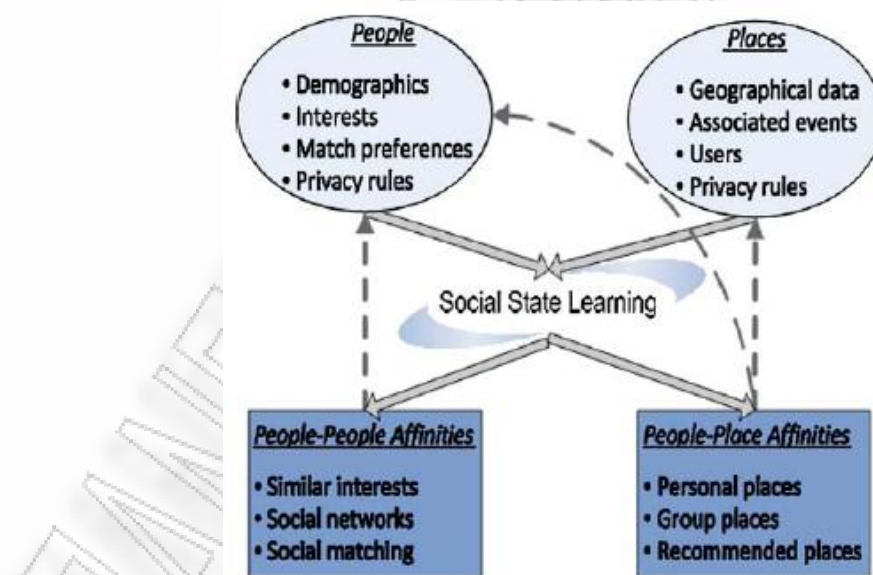 People
• Demographics
• Interests
• Match preferences
• Privacy rules
Places
• Geographical data
• Associated events
• Users
• Privacy rules
Social State Learning
People-People Affinities
• Similar interests
• Social networks
• Social matching
People-Place Affinities
• Personal places
• Group places
• Recommended places